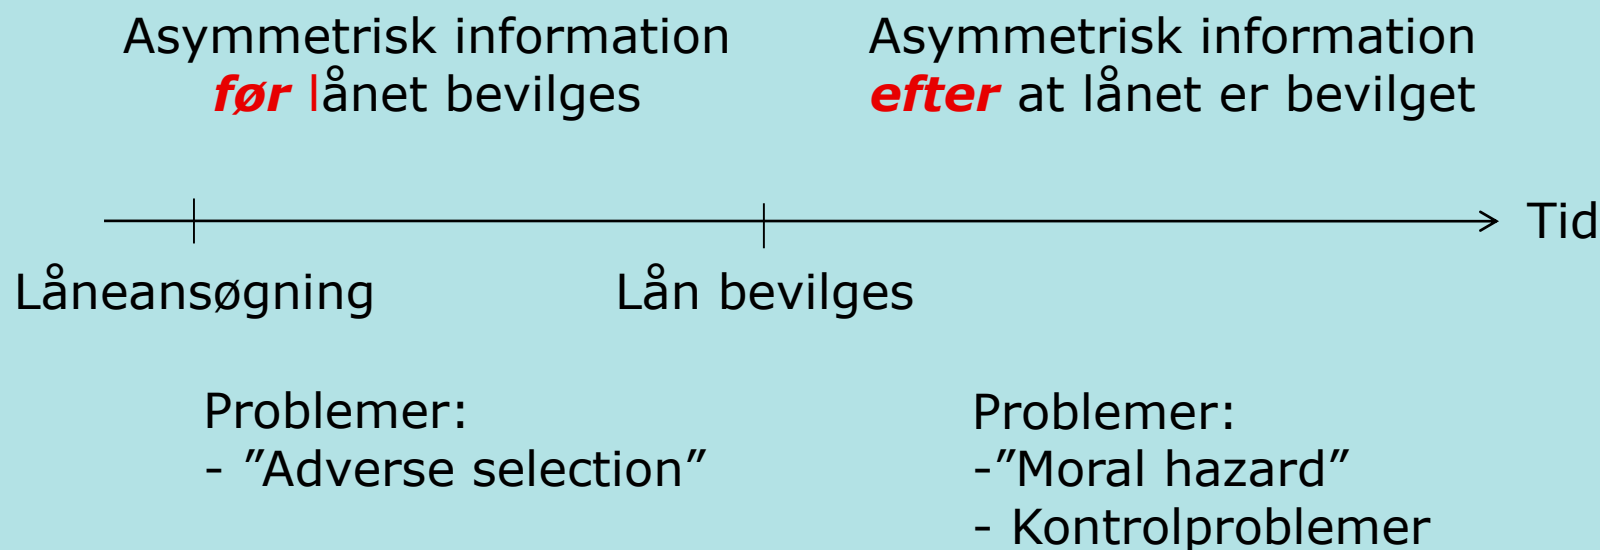 Asymmetrisk information
før lånet bevilges
Asymmetrisk information
efter at lånet er bevilget
Tid
Låneansøgning
Lån bevilges
Problemer:
- ”Adverse selection”
Problemer:
-”Moral hazard”
- Kontrolproblemer